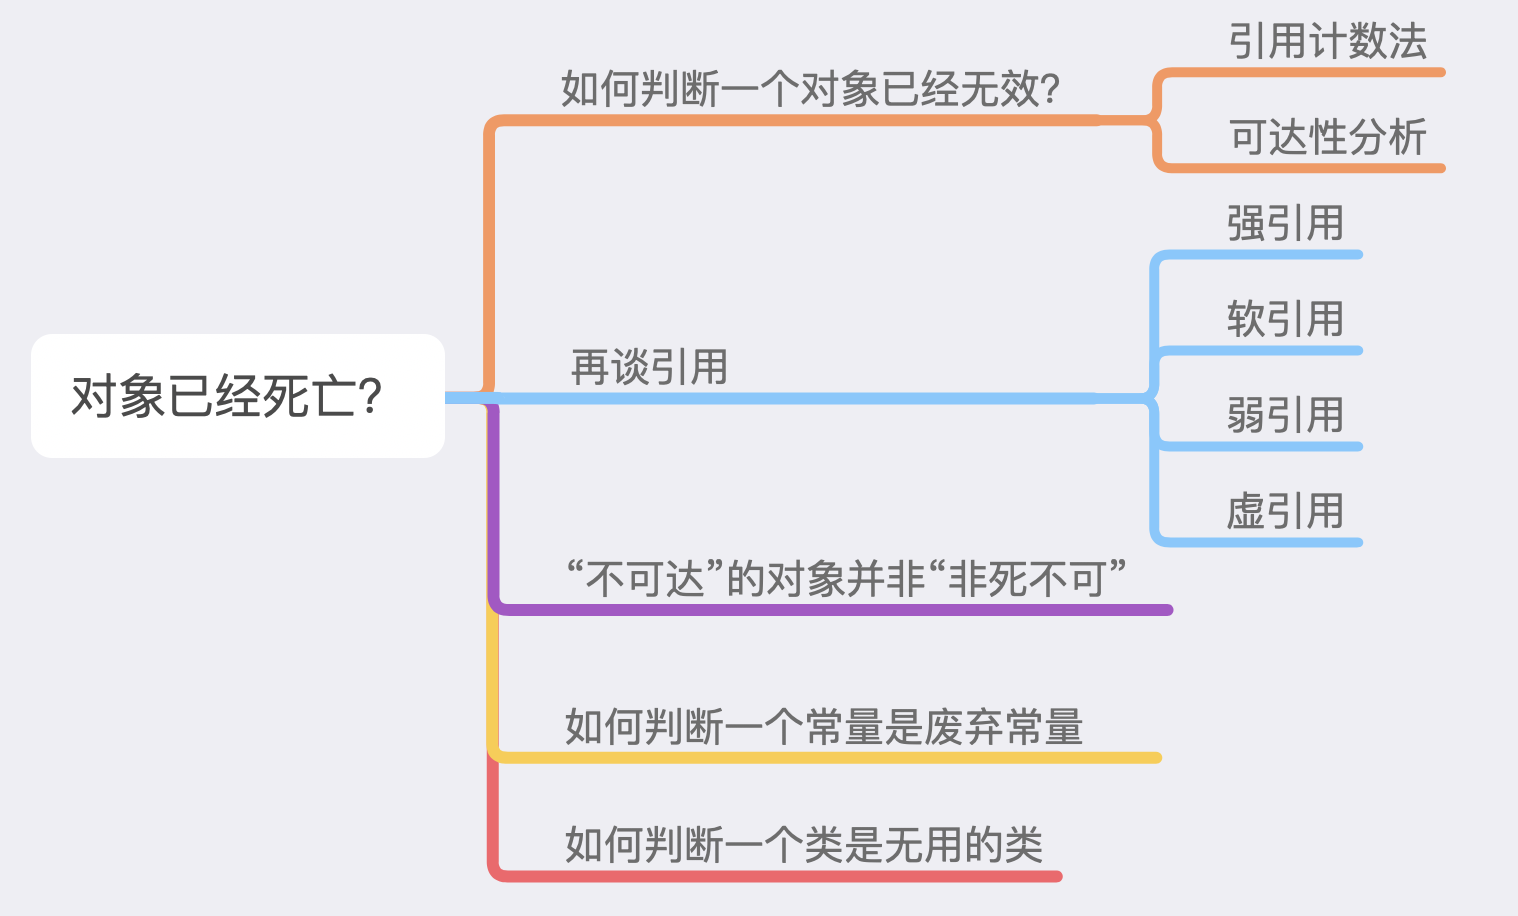 对象已经死亡？
如何判断一个对象已经无效？
引用计数法
可达性分析
再谈引用
强引用
软引用
弱引用
虚引用
“不可达”的对象并非“非死不可”
如何判断一个常量是废弃常量
如何判断一个类是无用的类